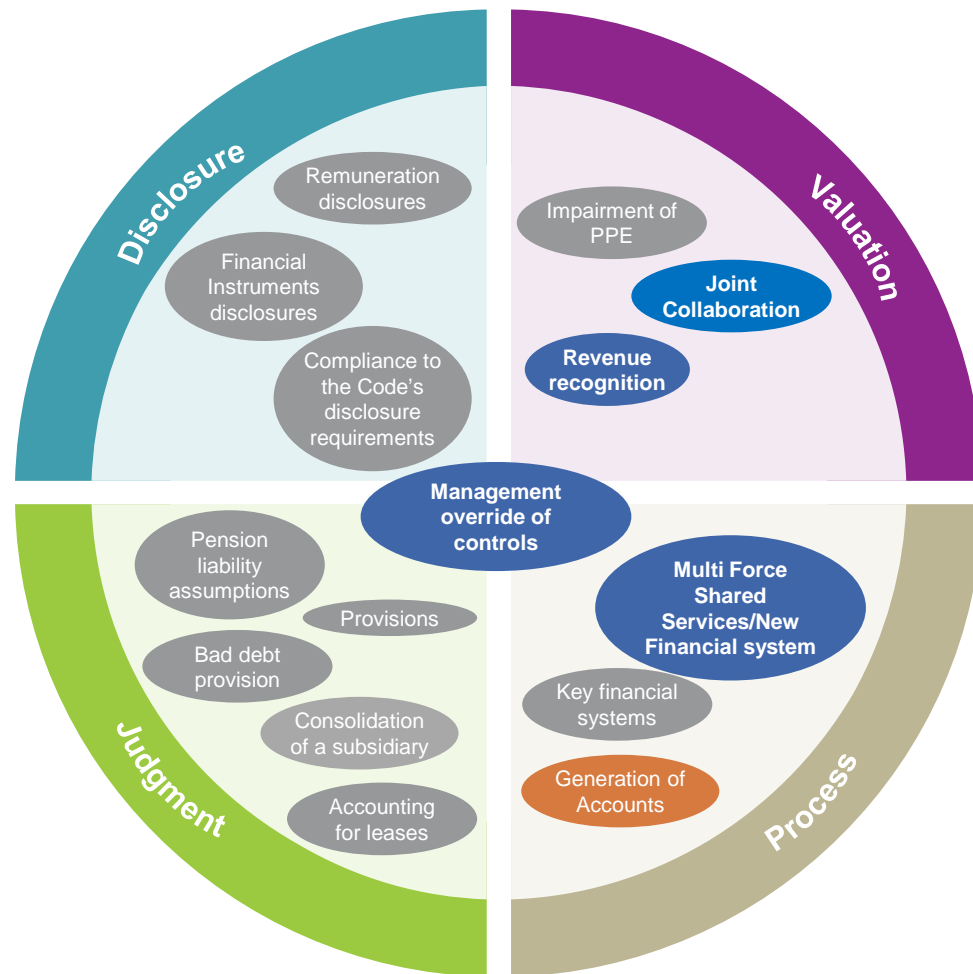 Disclosure
Remuneration
disclosures
Financial
Instruments
disclosures
Compliance to
the Code's
disclosure
requirements
Valuation
Impairment of
PPE
Joint
Collaboration
Revenue
recognition
Management
override of
controls
Judgment
Pension
liability
assumptions
Provisions
Bad debt
provision
Consolidation
of a subsidiary
Accounting
for leases
Process
Multi Force
Shared
Services/New
Financial system
Key financial
systems
Generation of
Accounts